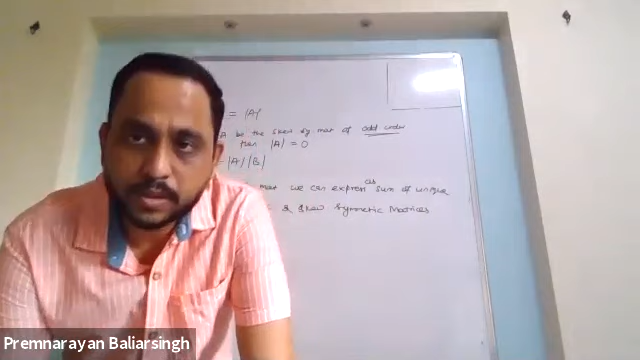 = |A|
A be the skew sy mat of odd order
then |A| = 0
= |A| |B|
as
mat we can express sum of unique
& skew symmetric Matrices
Premnarayan Baliarsingh